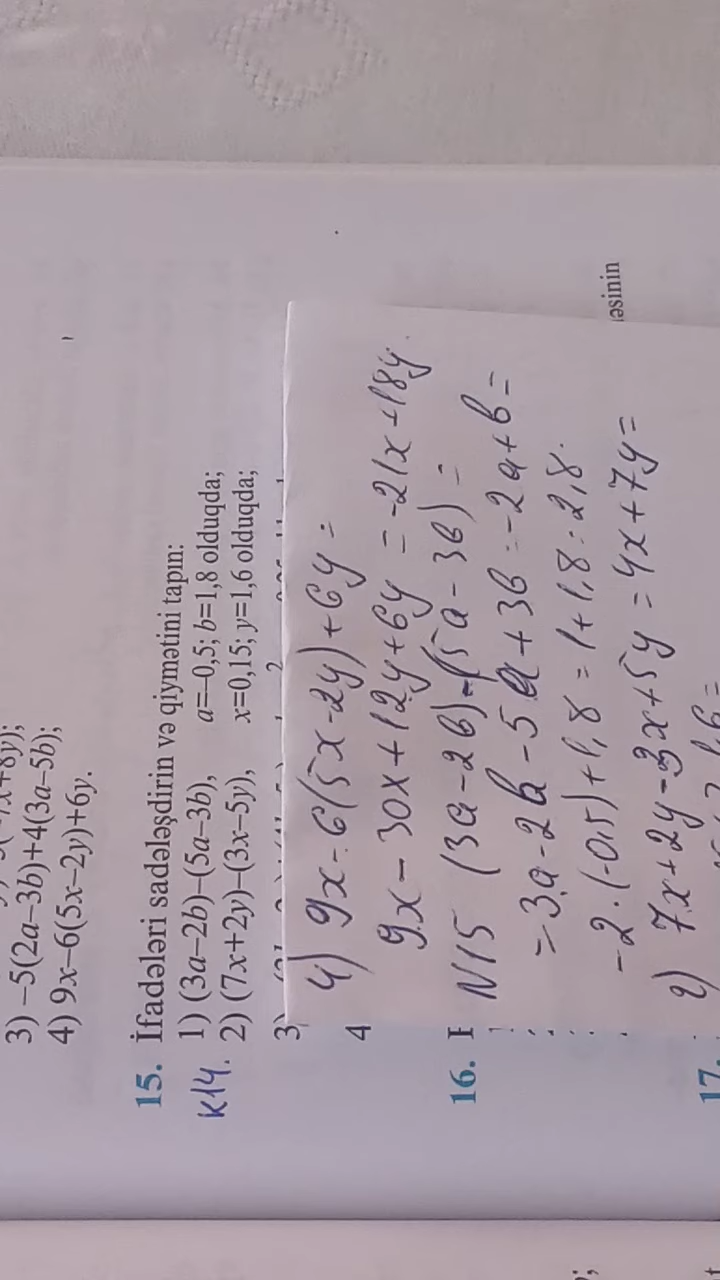 3) –5(2a–3b)+4(3a–5b);
4) 9x–6(5x–2y)+6y.
15. İfadələri sadələşdirin və qiymətini tapın:
1) (3a–2b)–(5a–3b), a=–0,5; b=1,8 olduqda;
к14. 2) (7x+2y)–(3x–5y), x=0,15; y=1,6 olduqda;
3)
4
16.
əsinin
17.
4) 9x-6(5x-2y)+6y=
9x-30x+12y+6y=-21x+18y.
N15 (3a-2b)-(5a-3b)=
=3a-2b-5a+3b=-2a+b=
-2·(-0,5)+1,8=1+1,8=2,8.
2) 7x+2y-3x+5y=4x+7y=